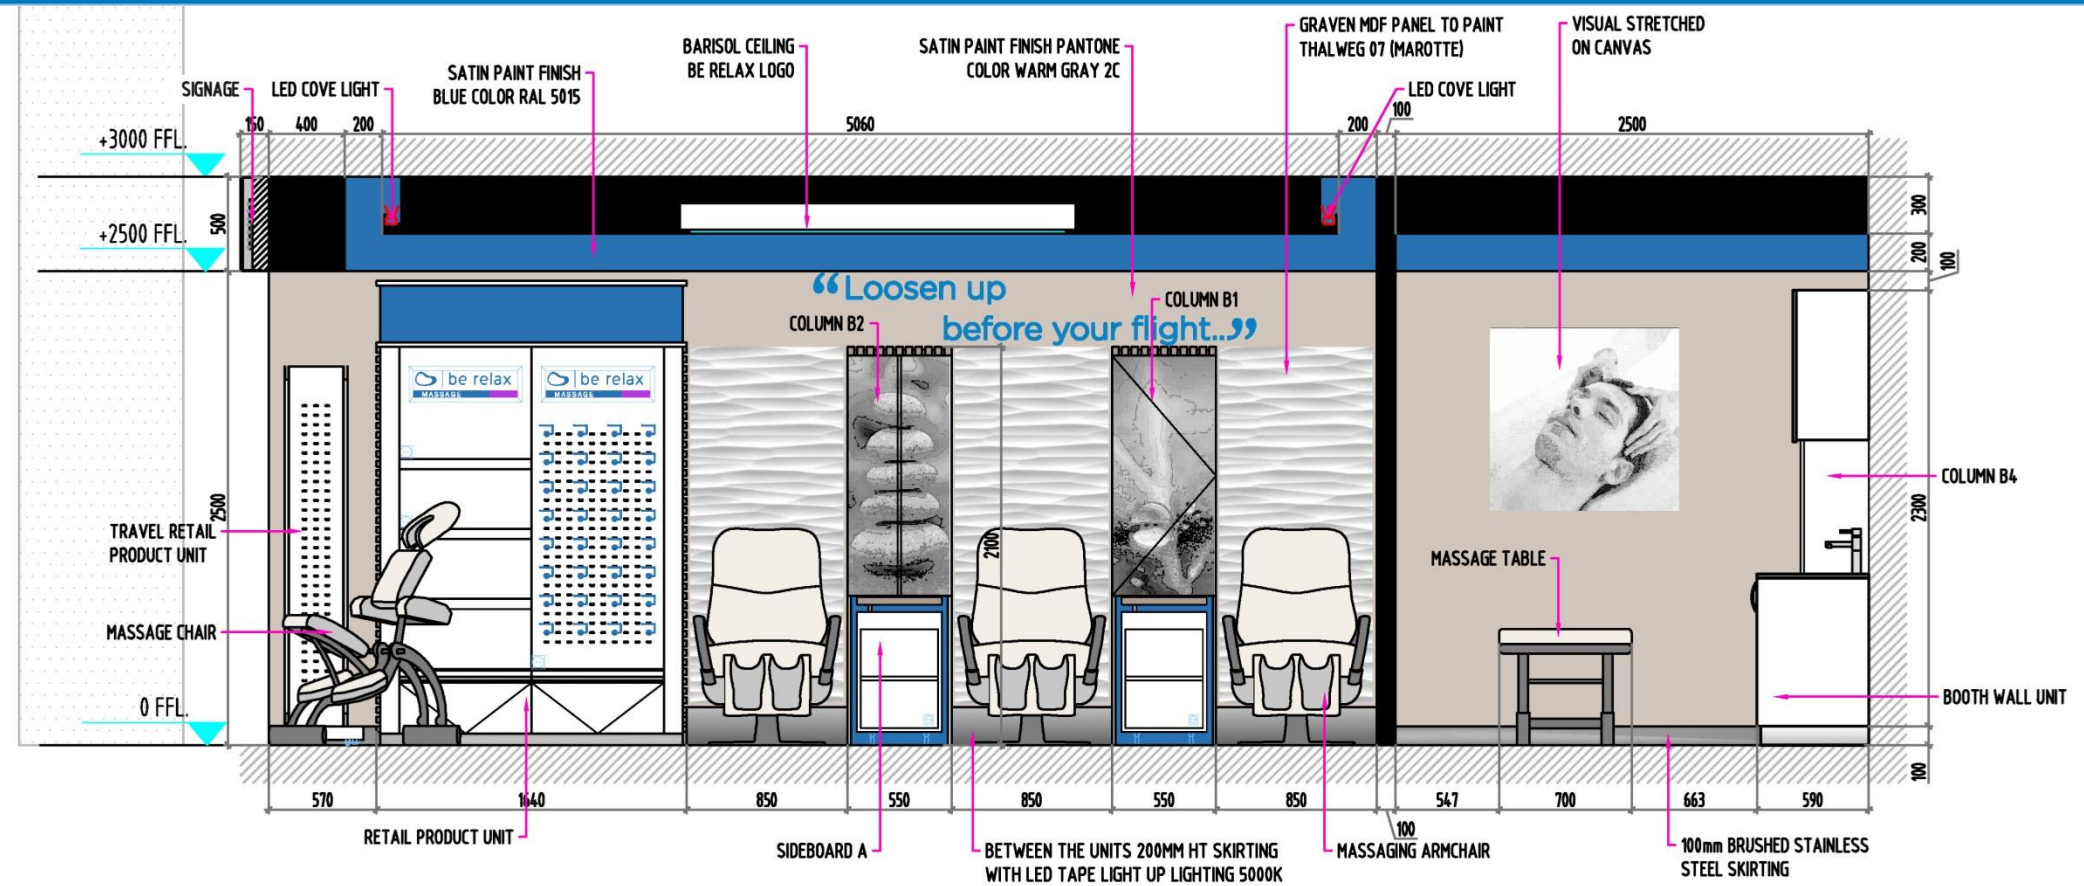 GRAVEN MDF PANEL TO PAINT
THALWEG 07 (MAROTTE)
VISUAL STRETCHED
ON CANVAS
BARISOL CEILING
BE RELAX LOGO
SATIN PAINT FINISH PANTONE
COLOR WARM GRAY 2C
SATIN PAINT FINISH
BLUE COLOR RAL 5015
SIGNAGE
LED COVE LIGHT
LED COVE LIGHT
150 400 200 5060 200 100 2500
+3000 FFL.
500
300
+2500 FFL.
200
100
“Loosen up
before your flight...”
COLUMN B2
COLUMN B1
be relax
MASSAGE
be relax
MASSAGE
COLUMN B4
2500
2300
TRAVEL RETAIL
PRODUCT UNIT
2100
MASSAGE TABLE
MASSAGE CHAIR
0 FFL.
BOOTH WALL UNIT
100
570 1640 850 550 850 550 850 100 547 700 663 590
RETAIL PRODUCT UNIT
SIDEBOARD A
BETWEEN THE UNITS 200MM HT SKIRTING
WITH LED TAPE LIGHT UP LIGHTING 5000K
MASSAGING ARMCHAIR
100mm BRUSHED STAINLESS
STEEL SKIRTING